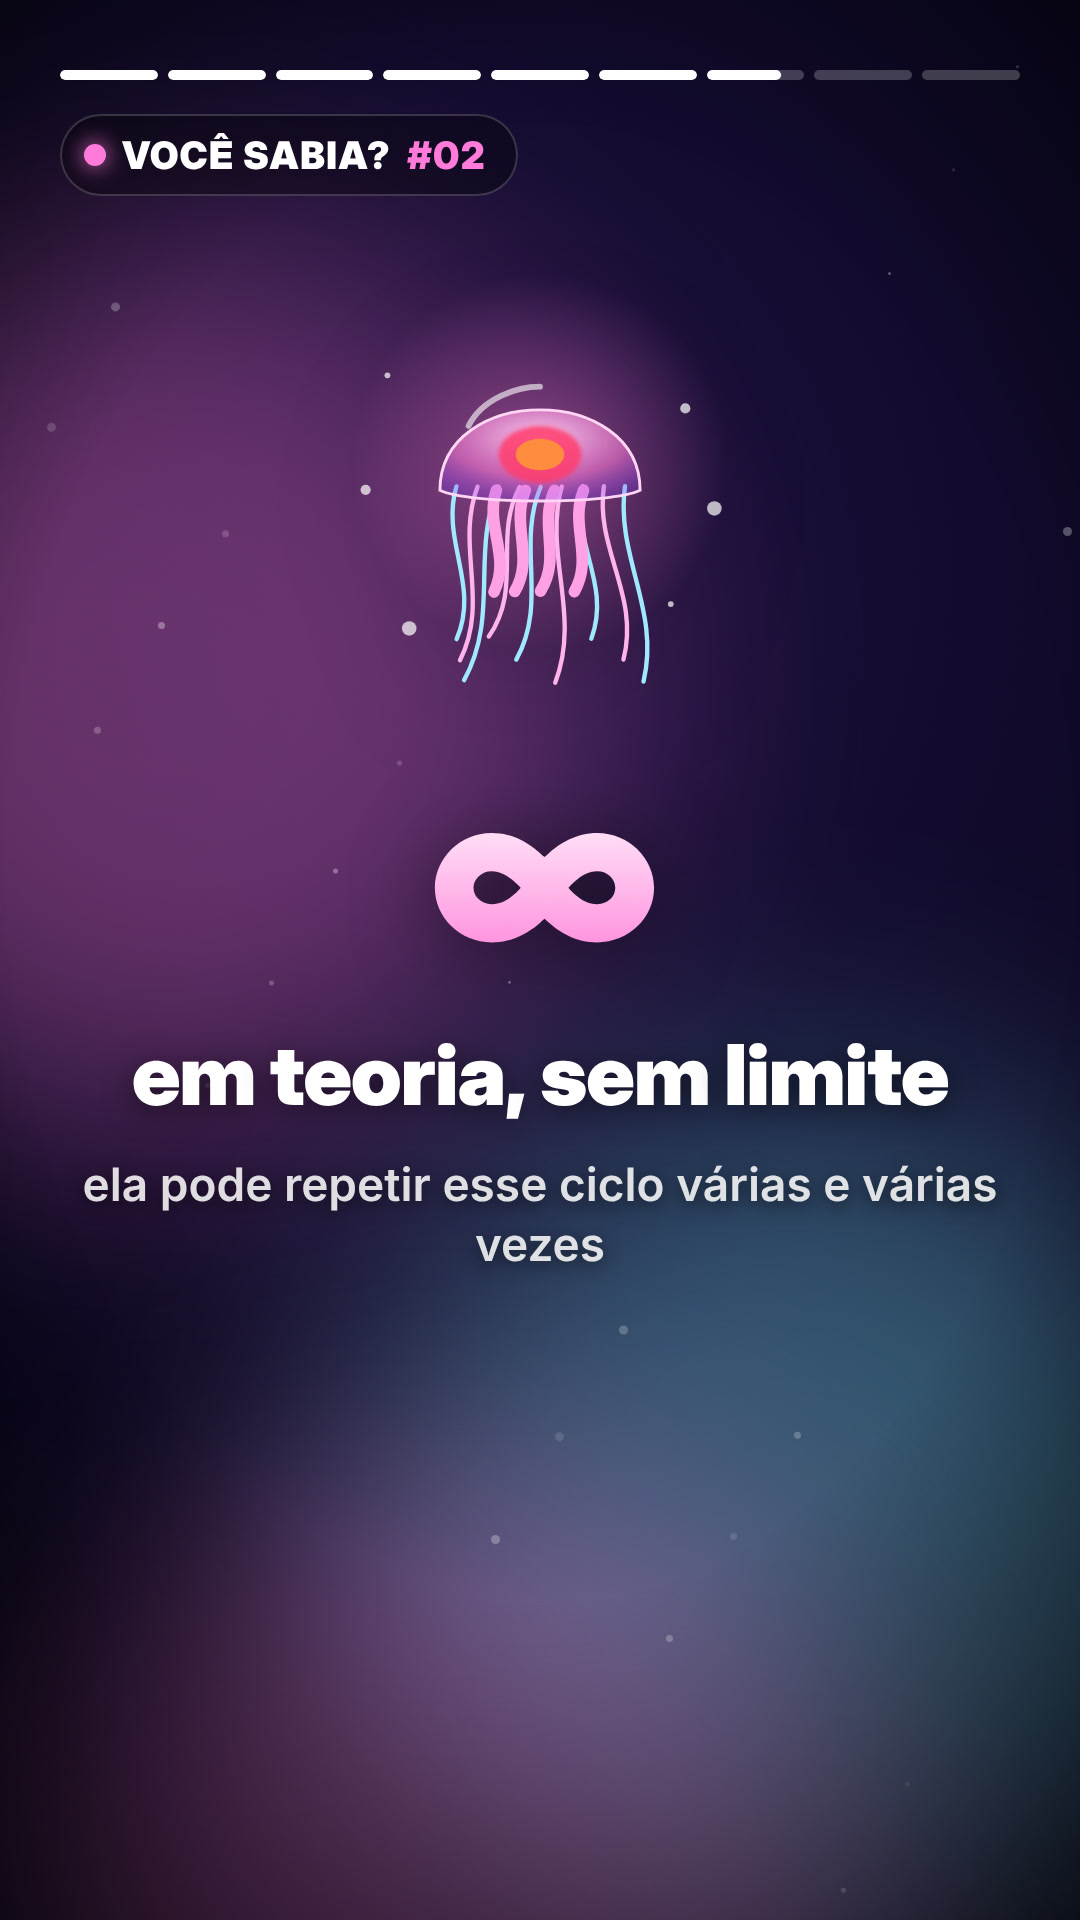 VOCÊ SABIA? #02
∞
em teoria, sem limite
ela pode repetir esse ciclo várias e várias
vezes